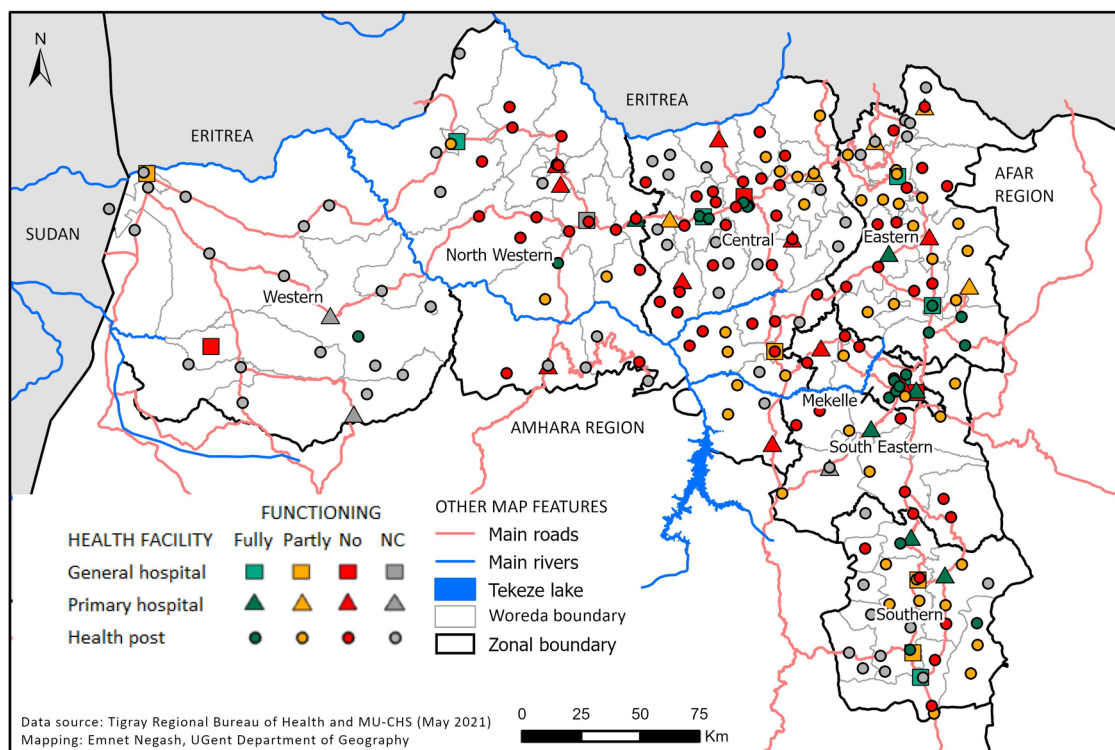 N
ERITREA
ERITREA
SUDAN
AFAR
REGION
North Western
Central
Eastern
Western
Mekelle
AMHARA REGION
South Eastern
Southern
FUNCTIONING
HEALTH FACILITY Fully Partly No NC
General hospital
Primary hospital
Health post
OTHER MAP FEATURES
Main roads
Main rivers
Tekeze lake
Woreda boundary
Zonal boundary
Data source: Tigray Regional Bureau of Health and MU-CHS (May 2021)
Mapping: Emnet Negash, UGent Department of Geography
0 25 50 75
Km